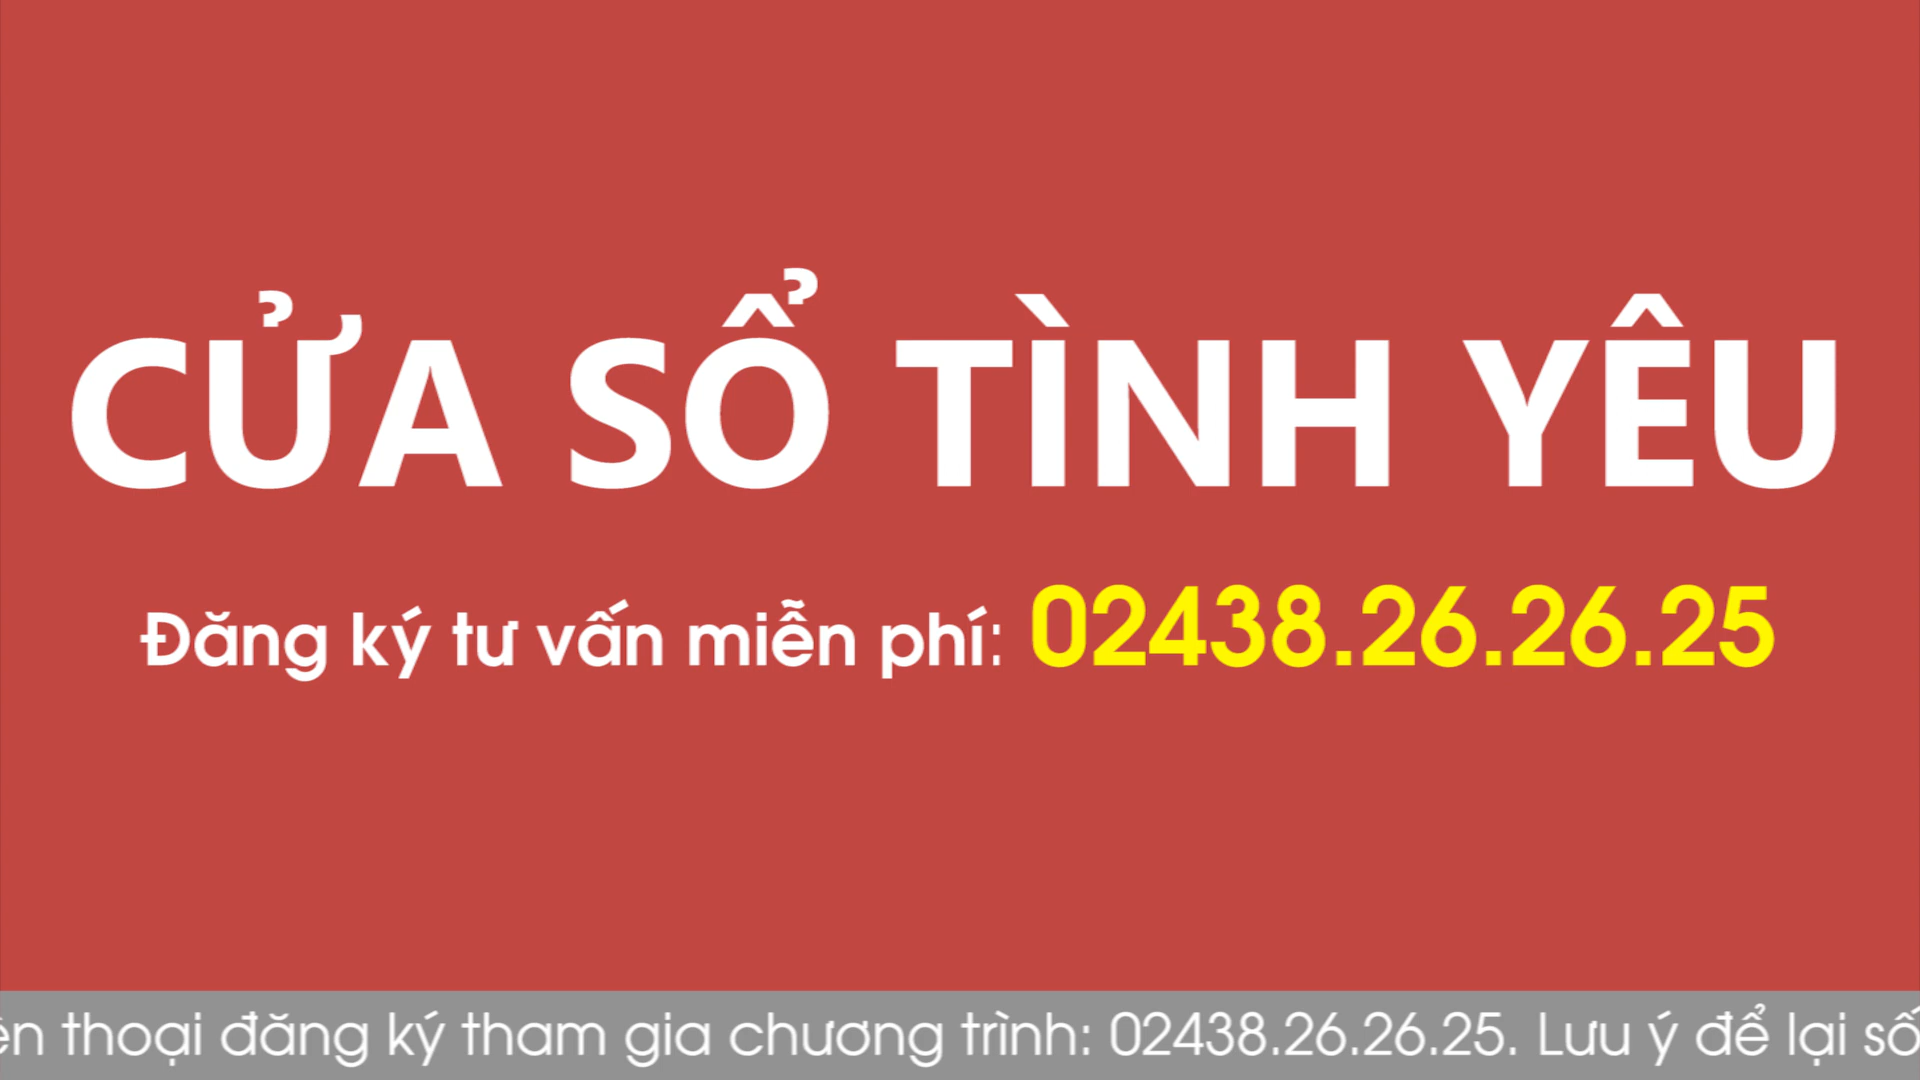 CỬA SỔ TÌNH YÊU
Đăng ký tư vấn miễn phí: 02438.26.26.25
thoại đăng ký tham gia chương trình: 02438.26.26.25. Lưu ý để lại số